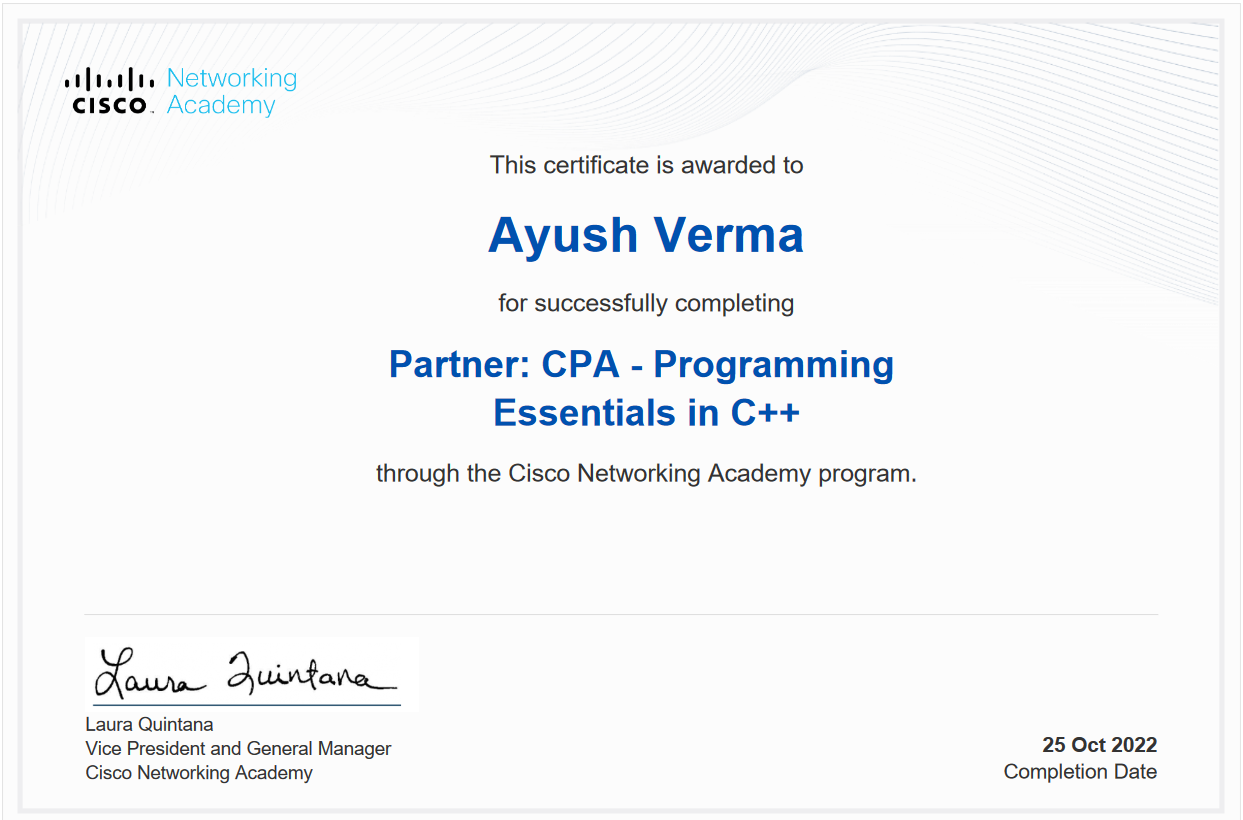 CISCO™ Networking Academy
This certificate is awarded to
Ayush Verma
for successfully completing
Partner: CPA - Programming
Essentials in C++
through the Cisco Networking Academy program.
Laura Quintana
Laura Quintana
Vice President and General Manager
Cisco Networking Academy
25 Oct 2022
Completion Date